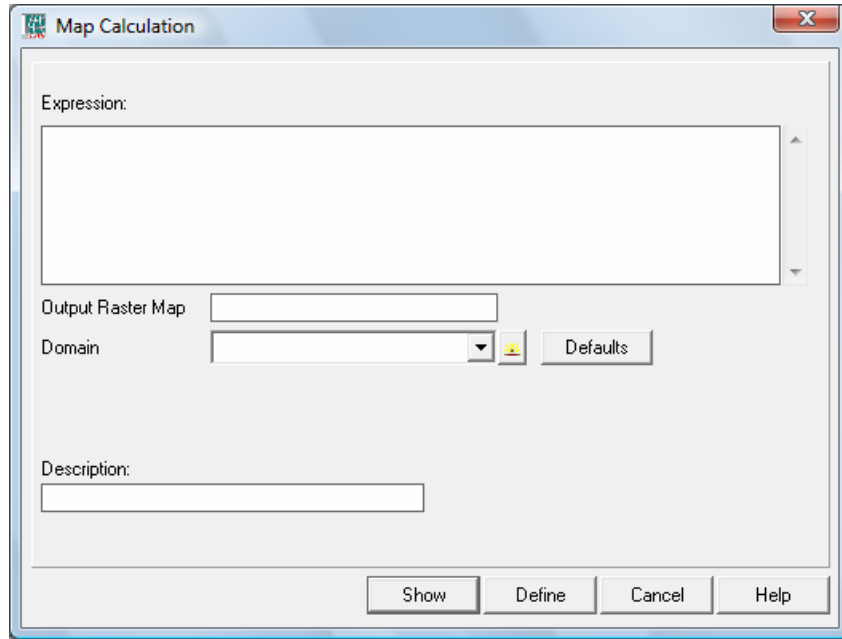 Map Calculation
Expression:
Output Raster Map
Domain
Defaults
Description:
Show
Define
Cancel
Help